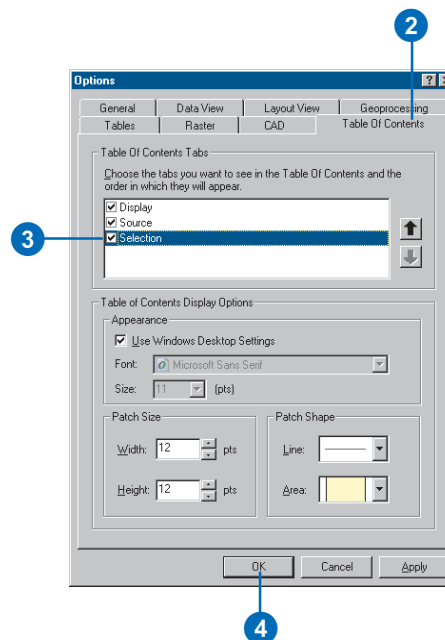 2
Options
General Data View Layout View Geoprocessing
Tables Raster CAD Table Of Contents
Table Of Contents Tabs
Choose the tabs you want to see in the Table Of Contents and the
order in which they will appear.
Display
Source
3
Selection
Table of Contents Display Options
Appearance
Use Windows Desktop Settings
Font: Microsoft Sans Serif
Size: 11 (pts)
Patch Size Patch Shape
Width: 12 pts Line:
Height: 12 pts Area:
OK Cancel Apply
4